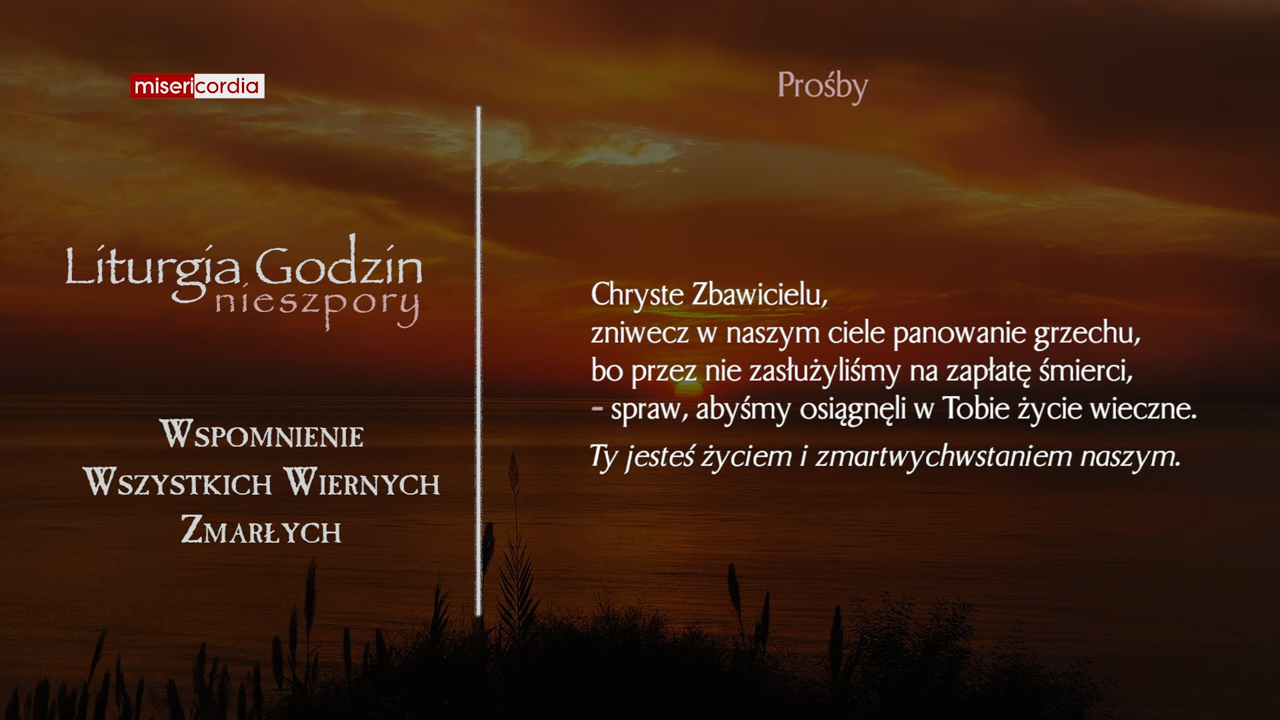 misericordia
Prośby
Liturgia Godzin
nieszpory
Wspomnienie
Wszystkich Wiernych
Zmarłych
Chryste Zbawicielu,
zniwecz w naszym ciele panowanie grzechu,
bo przez nie zasłużyliśmy na zapłatę śmierci,
- spraw, abyśmy osiągnęli w Tobie życie wieczne.
Ty jesteś życiem i zmartwychwstaniem naszym.